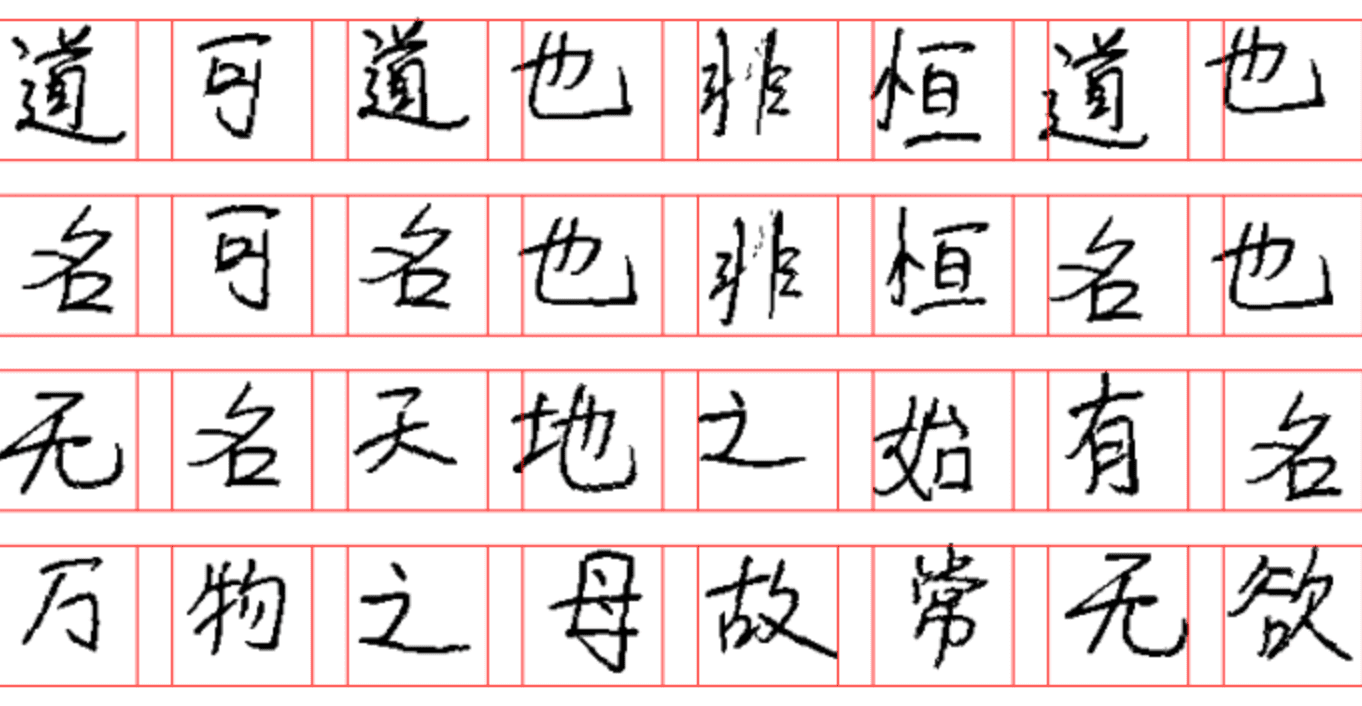 道可道也非恒道也
名可名也非恒名也
无名天地之始有名
万物之母故常无欲